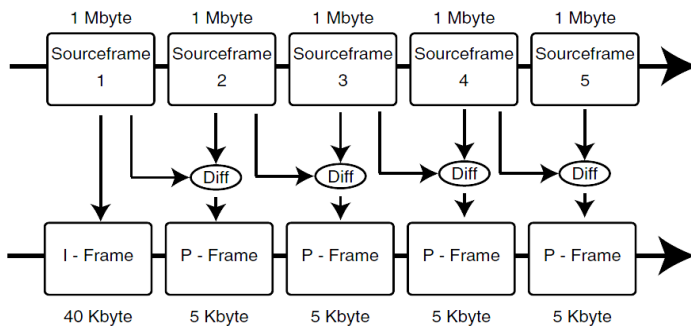 1 Mbyte 1 Mbyte 1 Mbyte 1 Mbyte 1 Mbyte
Sourceframe Sourceframe Sourceframe Sourceframe Sourceframe
1 2 3 4 5
Diff Diff Diff Diff
I - Frame P - Frame P - Frame P - Frame P - Frame
40 Kbyte 5 Kbyte 5 Kbyte 5 Kbyte 5 Kbyte